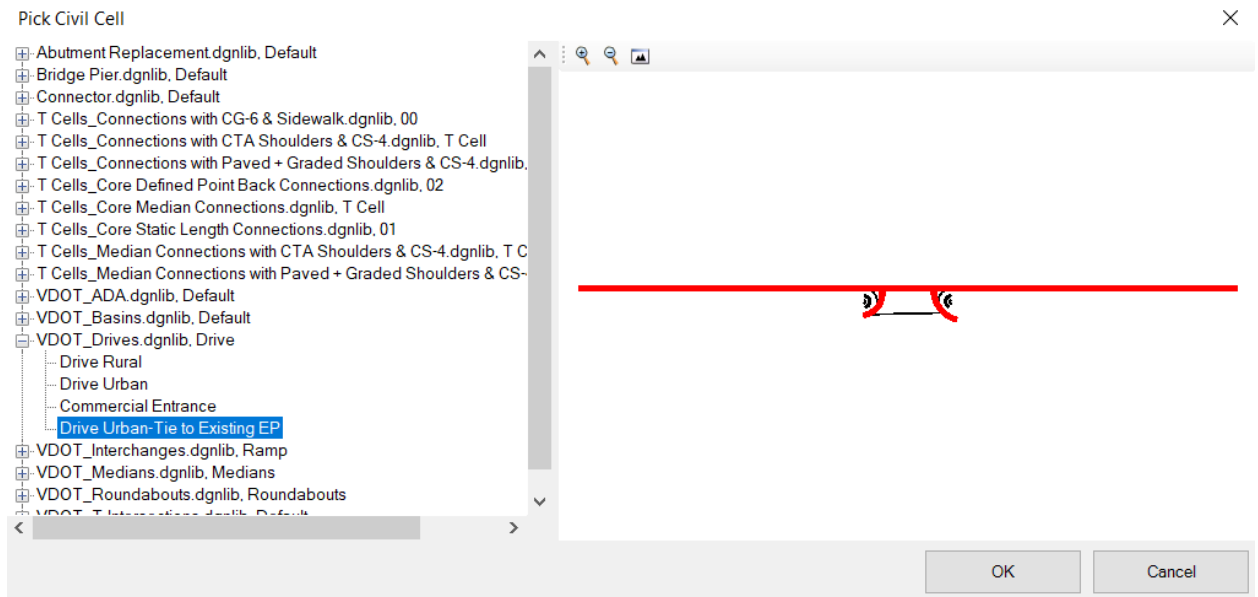 Pick Civil Cell
Abutment Replacement.dgnlib, Default
Bridge Pier.dgnlib, Default
Connector.dgnlib, Default
T Cells_Connections with CG-6 & Sidewalk.dgnlib, 00
T Cells_Connections with CTA Shoulders & CS-4.dgnlib, T Cell
T Cells_Connections with Paved + Graded Shoulders & CS-4.dgnlib,
T Cells_Core Defined Point Back Connections.dgnlib, 02
T Cells_Core Median Connections.dgnlib, T Cell
T Cells_Core Static Length Connections.dgnlib, 01
T Cells_Median Connections with CTA Shoulders & CS-4.dgnlib, T C
T Cells_Median Connections with Paved + Graded Shoulders & CS-
VDOT_ADA.dgnlib, Default
VDOT_Basins.dgnlib, Default
VDOT_Drives.dgnlib, Drive
Drive Rural
Drive Urban
Commercial Entrance
Drive Urban-Tie to Existing EP
VDOT_Interchanges.dgnlib, Ramp
VDOT_Medians.dgnlib, Medians
VDOT_Roundabouts.dgnlib, Roundabouts
OK Cancel